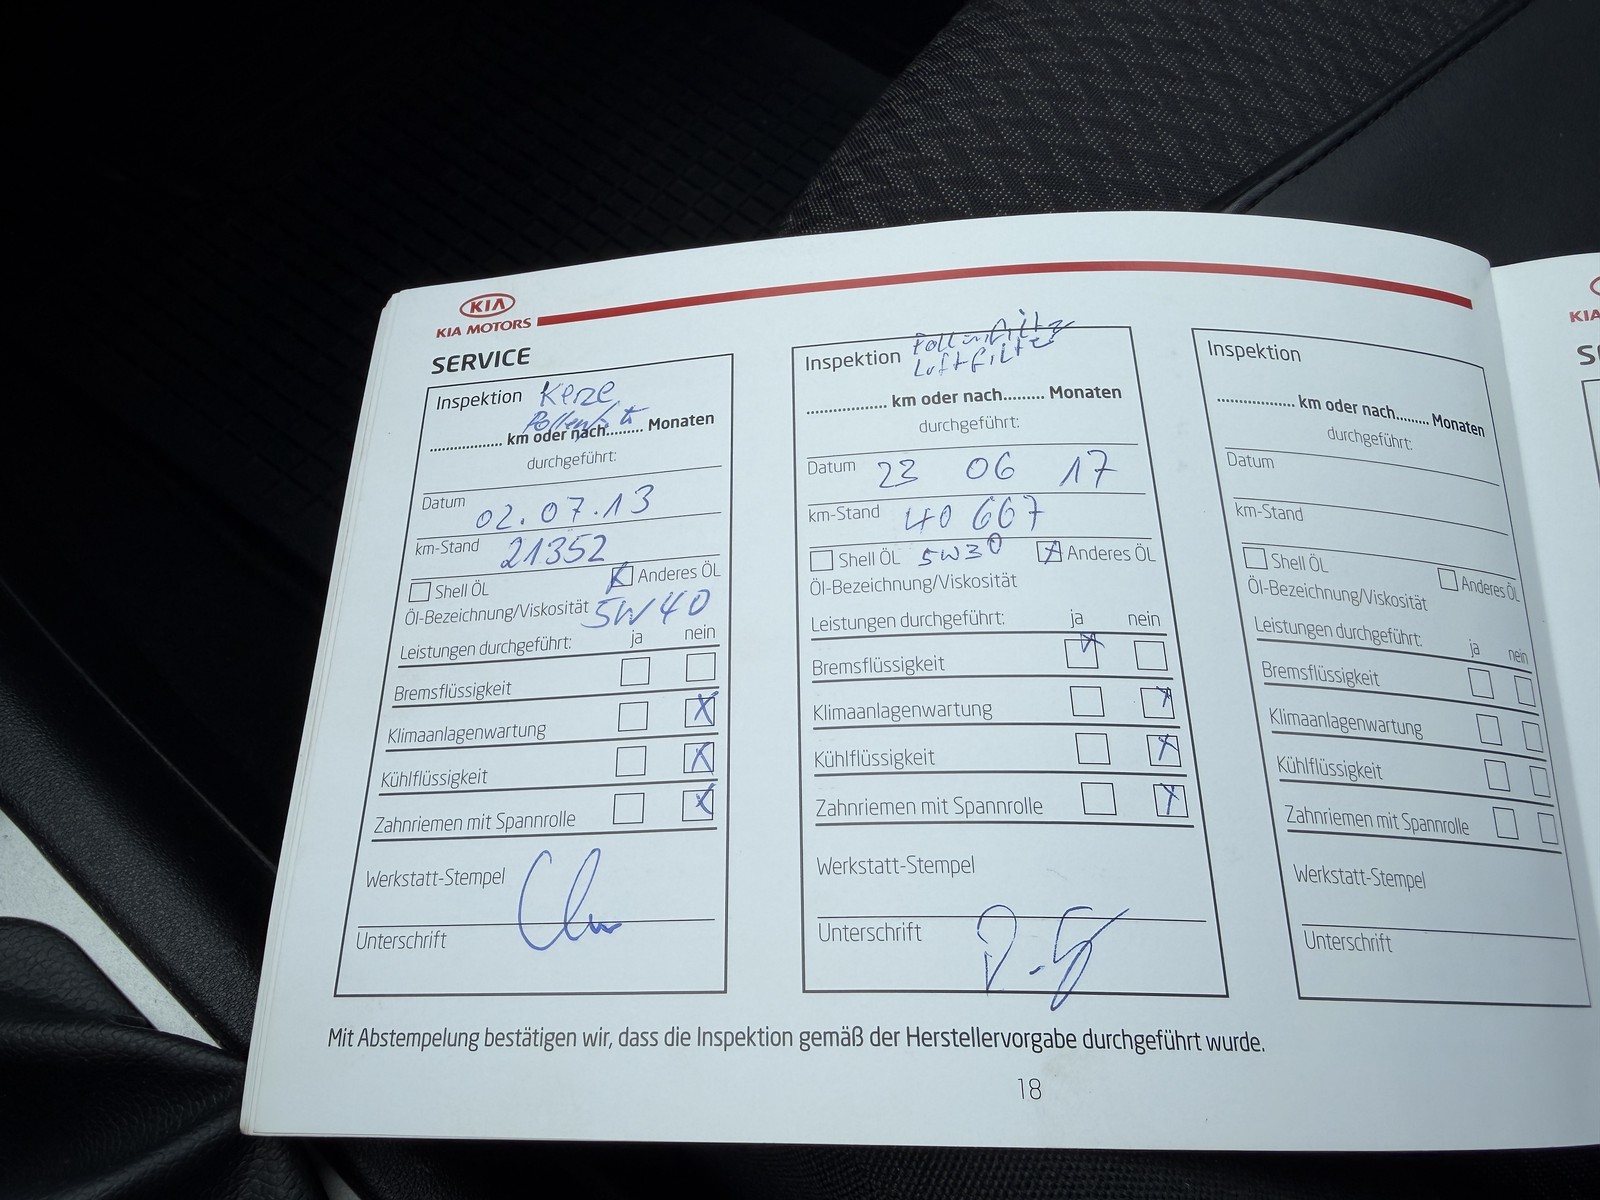 KIA
KIA MOTORS
SERVICE
Inspektion Kerze
................ km oder nach......... Monaten
durchgeführt:
Datum 02.07.13
km-Stand 21352
Shell ÖL X Anderes ÖL
Öl-Bezeichnung/Viskosität 5W40
Leistungen durchgeführt: ja nein
Bremsflüssigkeit
Klimaanlagenwartung X
Kühlflüssigkeit X
Zahnriemen mit Spannrolle X
Werkstatt-Stempel
Unterschrift
Pollenfilter
Inspektion Luftfilter
................ km oder nach......... Monaten
durchgeführt:
Datum 23 06 17
km-Stand 40 667
Shell ÖL 5W30 X Anderes ÖL
Öl-Bezeichnung/Viskosität
Leistungen durchgeführt: ja nein
Bremsflüssigkeit X
Klimaanlagenwartung X
Kühlflüssigkeit X
Zahnriemen mit Spannrolle X
Werkstatt-Stempel
Unterschrift
Inspektion
................ km oder nach......... Monaten
durchgeführt:
Datum
km-Stand
Shell ÖL Anderes ÖL
Öl-Bezeichnung/Viskosität
Leistungen durchgeführt: ja nein
Bremsflüssigkeit
Klimaanlagenwartung
Kühlflüssigkeit
Zahnriemen mit Spannrolle
Werkstatt-Stempel
Unterschrift
Mit Abstempelung bestätigen wir, dass die Inspektion gemäß der Herstellervorgabe durchgeführt wurde.
18
KIA